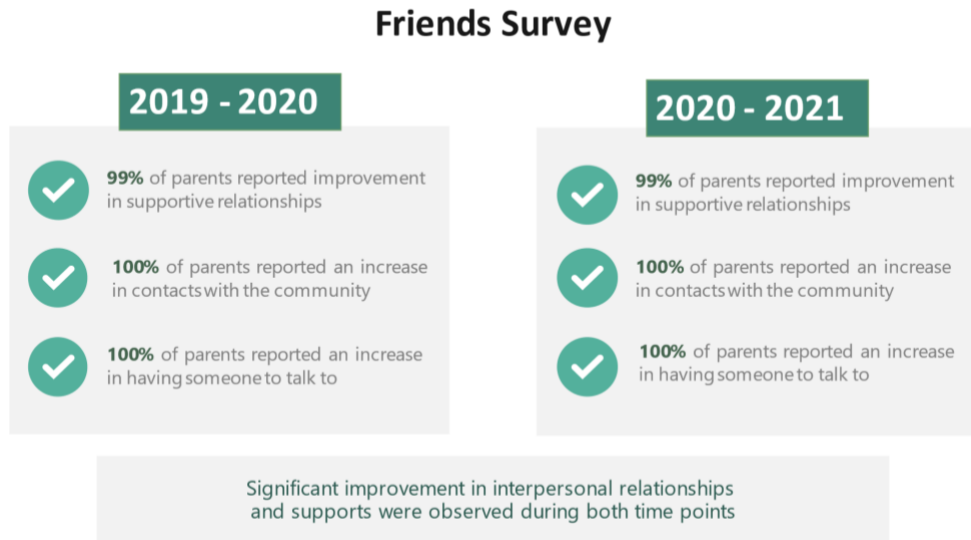 Friends Survey
2019 - 2020
99% of parents reported improvement
in supportive relationships
100% of parents reported an increase
in contacts with the community
100% of parents reported an increase
in having someone to talk to
2020 - 2021
99% of parents reported improvement
in supportive relationships
100% of parents reported an increase
in contacts with the community
100% of parents reported an increase
in having someone to talk to
Significant improvement in interpersonal relationships
and supports were observed during both time points